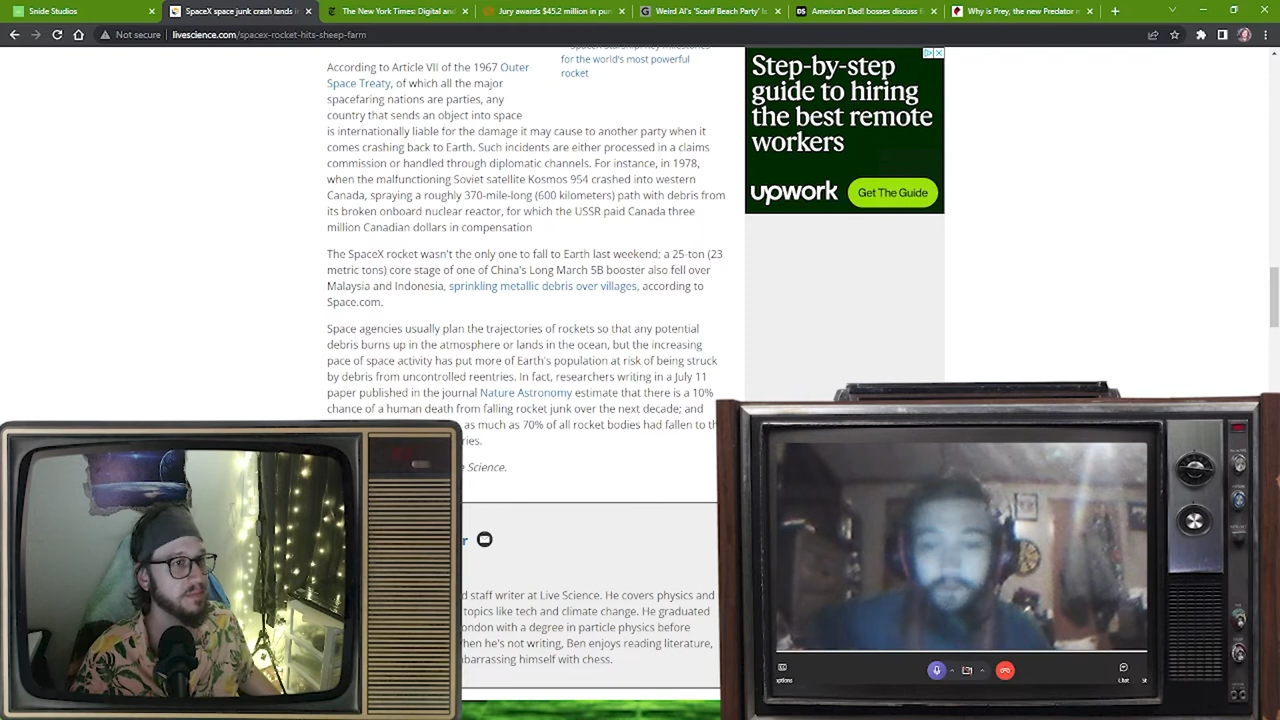 Snide Studios
SpaceX space junk crash lands i
The New York Times: Digital and
Jury awards $45.2 million in pun
Weird Al's 'Scarif Beach Party' lu
American Dad! bosses discuss f
Why is Prey, the new Predator m
Not secure
livescience.com/spacex-rocket-hits-sheep-farm
for the world's most powerful
rocket
According to Article VII of the 1967 Outer
Space Treaty, of which all the major
spacefaring nations are parties, any
country that sends an object into space
is internationally liable for the damage it may cause to another party when it
comes crashing back to Earth. Such incidents are either processed in a claims
commission or handled through diplomatic channels. For instance, in 1978,
when the malfunctioning Soviet satellite Kosmos 954 crashed into western
Canada, spraying a roughly 370-mile-long (600 kilometers) path with debris from
its broken onboard nuclear reactor, for which the USSR paid Canada three
million Canadian dollars in compensation
The SpaceX rocket wasn't the only one to fall to Earth last weekend; a 25-ton (23
metric tons) core stage of one of China's Long March 5B booster also fell over
Malaysia and Indonesia, sprinkling metallic debris over villages, according to
Space.com.
Space agencies usually plan the trajectories of rockets so that any potential
debris burns up in the atmosphere or lands in the ocean, but the increasing
pace of space activity has put more of Earth's population at risk of being struck
by debris from uncontrolled reentries. In fact, researchers writing in a July 11
paper published in the journal Nature Astronomy estimate that there is a 10%
chance of a human death from falling rocket junk over the next decade; and
as much as 70% of all rocket bodies had fallen to th
ries.
e Science.
r
d staff writer at Live Science. He covers physics and
topics like tech and climate change. He graduated
with a degree in particle physics before
writing, Ben enjoys reading literature,
himself with chess.
Step-by-step
guide to hiring
the best remote
workers
upwork
Get The Guide
options
Chat